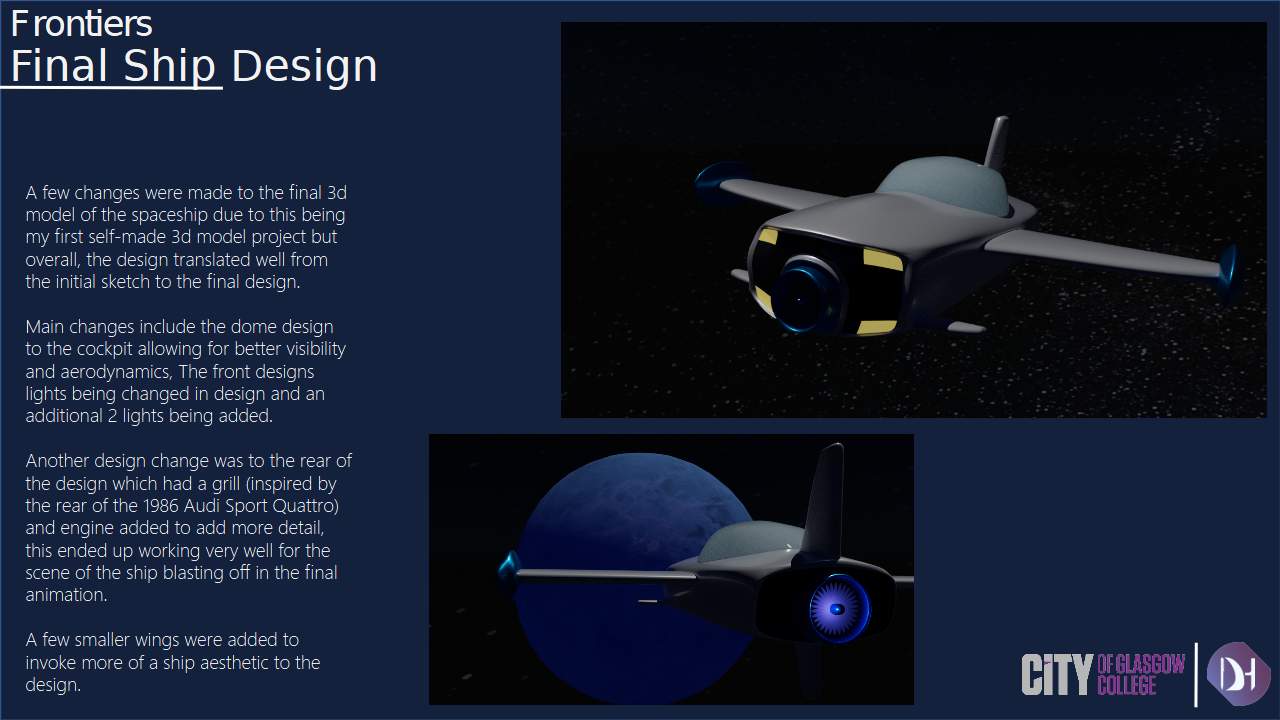 Frontiers
Final Ship Design
A few changes were made to the final 3d
model of the spaceship due to this being
my first self-made 3d model project but
overall, the design translated well from
the initial sketch to the final design.
Main changes include the dome design
to the cockpit allowing for better visibility
and aerodynamics, The front designs
lights being changed in design and an
additional 2 lights being added.
Another design change was to the rear of
the design which had a grill (inspired by
the rear of the 1986 Audi Sport Quattro)
and engine added to add more detail,
this ended up working very well for the
scene of the ship blasting off in the final
animation.
A few smaller wings were added to
invoke more of a ship aesthetic to the
design.
CiTY OF GLASGOW
COLLEGE
DH